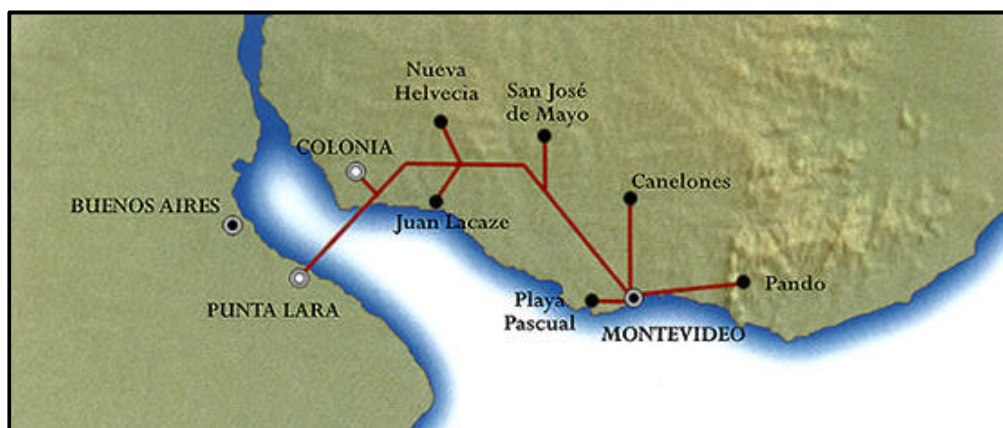 Nueva
Helvecia
San José
de Mayo
COLONIA
Canelones
BUENOS AIRES
Juan Lacaze
PUNTA LARA
Playa
Pascual
Pando
MONTEVIDEO